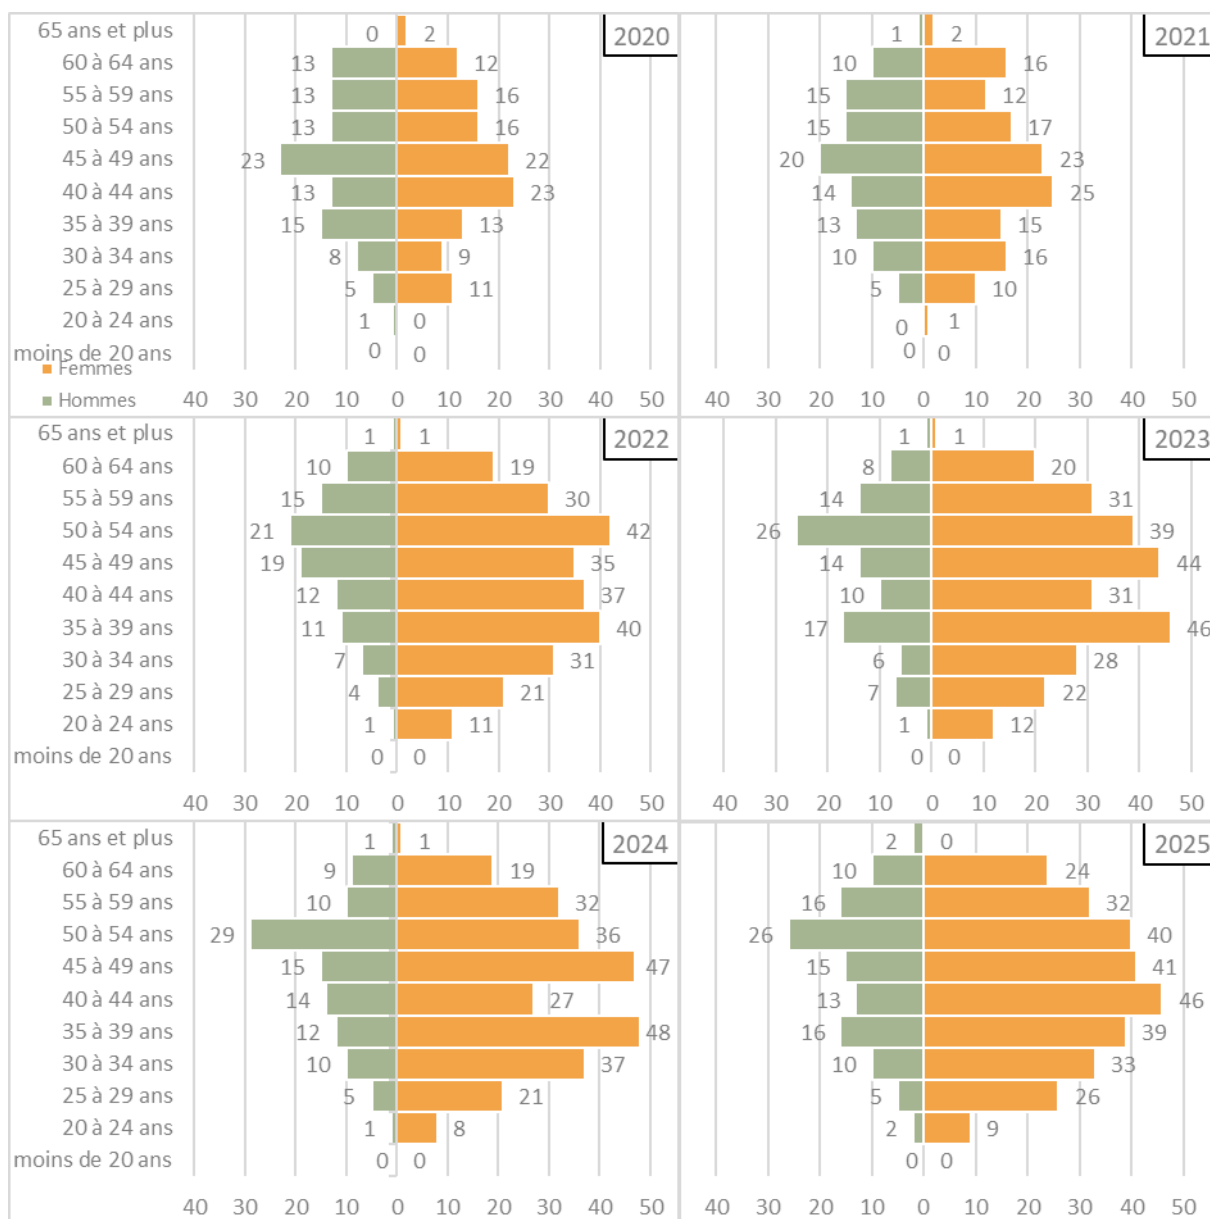 65 ans et plus 0 2 2020 1 2 2021
60 à 64 ans 13 12 10 16
55 à 59 ans 13 16 15 12
50 à 54 ans 13 16 15 17
45 à 49 ans 23 22 20 23
40 à 44 ans 13 23 14 25
35 à 39 ans 15 13 13 15
30 à 34 ans 8 9 10 16
25 à 29 ans 5 11 5 10
20 à 24 ans 1 0 0 1
moins de 20 ans 0 0 0 0
Femmes
Hommes
40 30 20 10 0 10 20 30 40 50 40 30 20 10 0 10 20 30 40 50
65 ans et plus 1 1 2022 1 1 2023
60 à 64 ans 10 19 8 20
55 à 59 ans 15 30 14 31
50 à 54 ans 21 42 26 39
45 à 49 ans 19 35 14 44
40 à 44 ans 12 37 10 31
35 à 39 ans 11 40 17 46
30 à 34 ans 7 31 6 28
25 à 29 ans 4 21 7 22
20 à 24 ans 1 11 1 12
moins de 20 ans 0 0 0 0
40 30 20 10 0 10 20 30 40 50 40 30 20 10 0 10 20 30 40 50
65 ans et plus 1 1 2024 2 0 2025
60 à 64 ans 9 19 10 24
55 à 59 ans 10 32 16 32
50 à 54 ans 29 36 26 40
45 à 49 ans 15 47 15 41
40 à 44 ans 14 27 13 46
35 à 39 ans 12 48 16 39
30 à 34 ans 10 37 10 33
25 à 29 ans 5 21 5 26
20 à 24 ans 1 8 2 9
moins de 20 ans 0 0 0 0
40 30 20 10 0 10 20 30 40 50 40 30 20 10 0 10 20 30 40 50